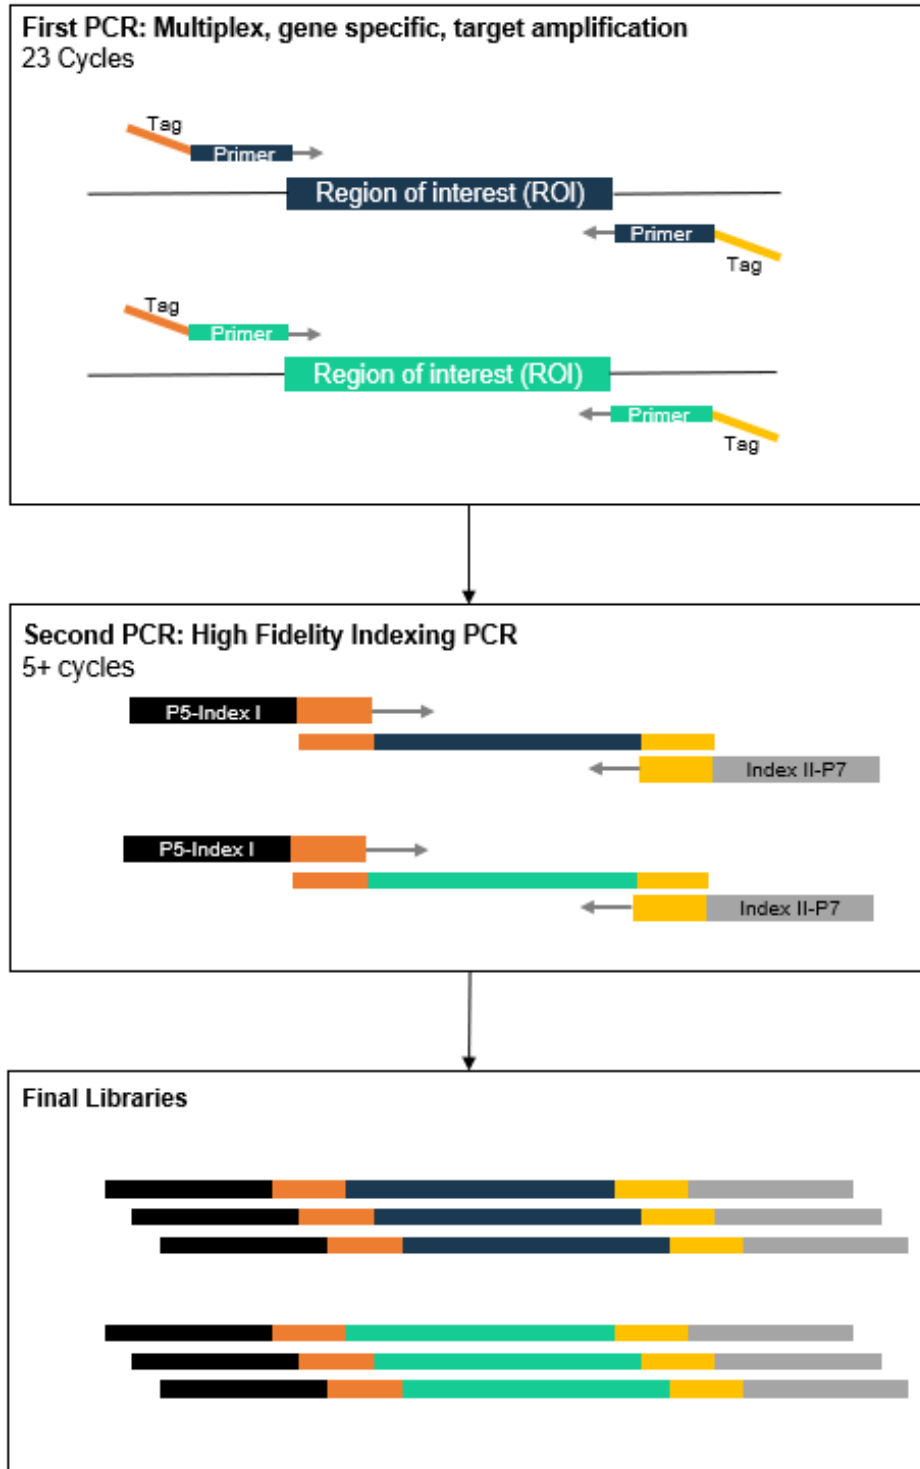 First PCR: Multiplex, gene specific, target amplification
23 Cycles
Tag
Primer
Region of interest (ROI)
Primer
Tag
Tag
Primer
Region of interest (ROI)
Primer
Tag
Second PCR: High Fidelity Indexing PCR
5+ cycles
P5-Index I
Index II-P7
P5-Index I
Index II-P7
Final Libraries